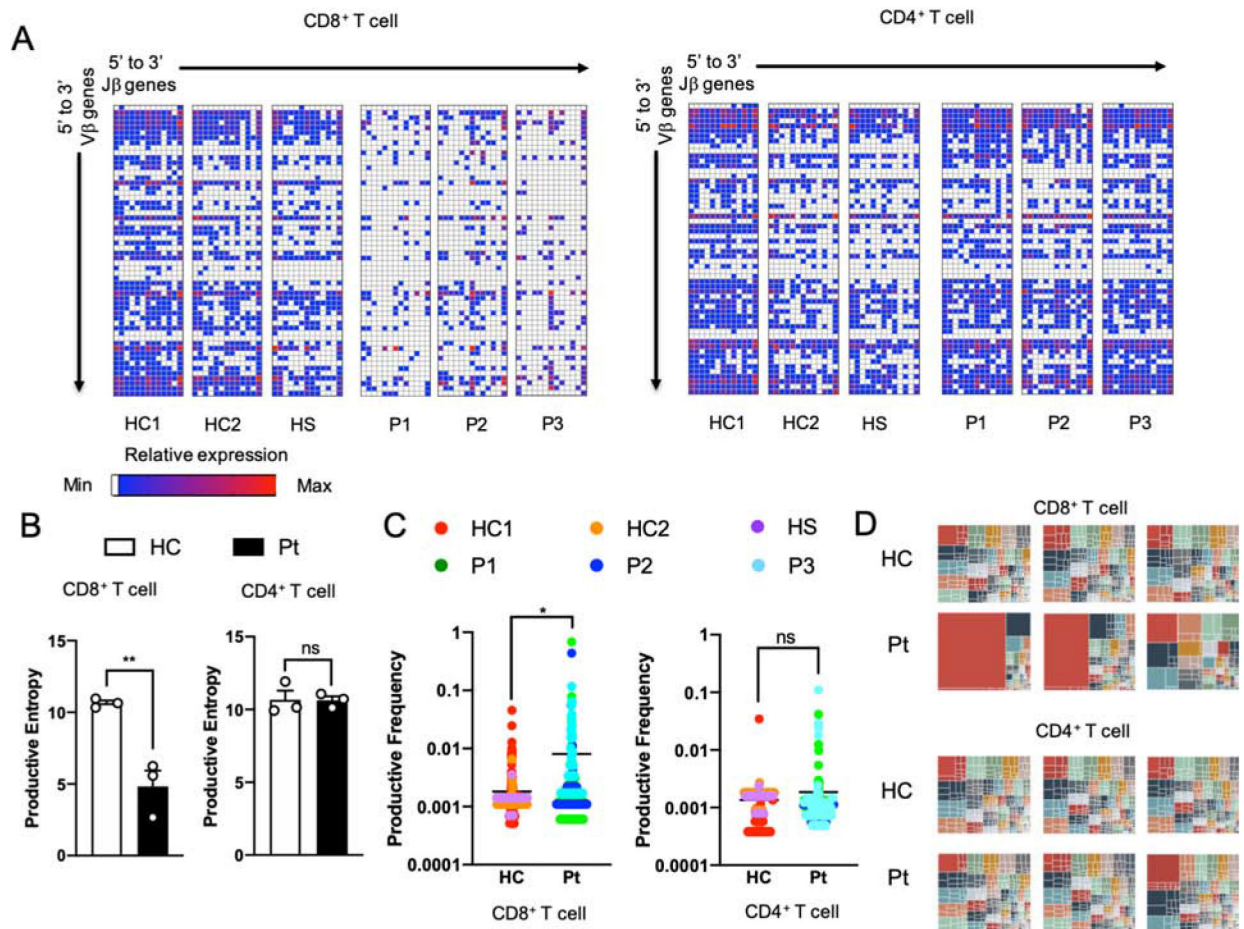 A
CD8⁺ T cell
5' to 3'
Jβ genes
5' to 3'
Vβ genes
HC1 HC2 HS P1 P2 P3
CD4⁺ T cell
5' to 3'
Jβ genes
5' to 3'
Vβ genes
HC1 HC2 HS P1 P2 P3
Relative expression
Min Max
B
HC Pt
CD8⁺ T cell
Productive Entropy
15
10
5
0
**
CD4⁺ T cell
Productive Entropy
15
10
5
0
ns
C
HC1 HC2 HS
P1 P2 P3
Productive Frequency
1
0.1
0.01
0.001
0.0001
*
HC Pt
CD8⁺ T cell
Productive Frequency
1
0.1
0.01
0.001
0.0001
ns
HC Pt
CD4⁺ T cell
D
CD8⁺ T cell
HC
Pt
CD4⁺ T cell
HC
Pt